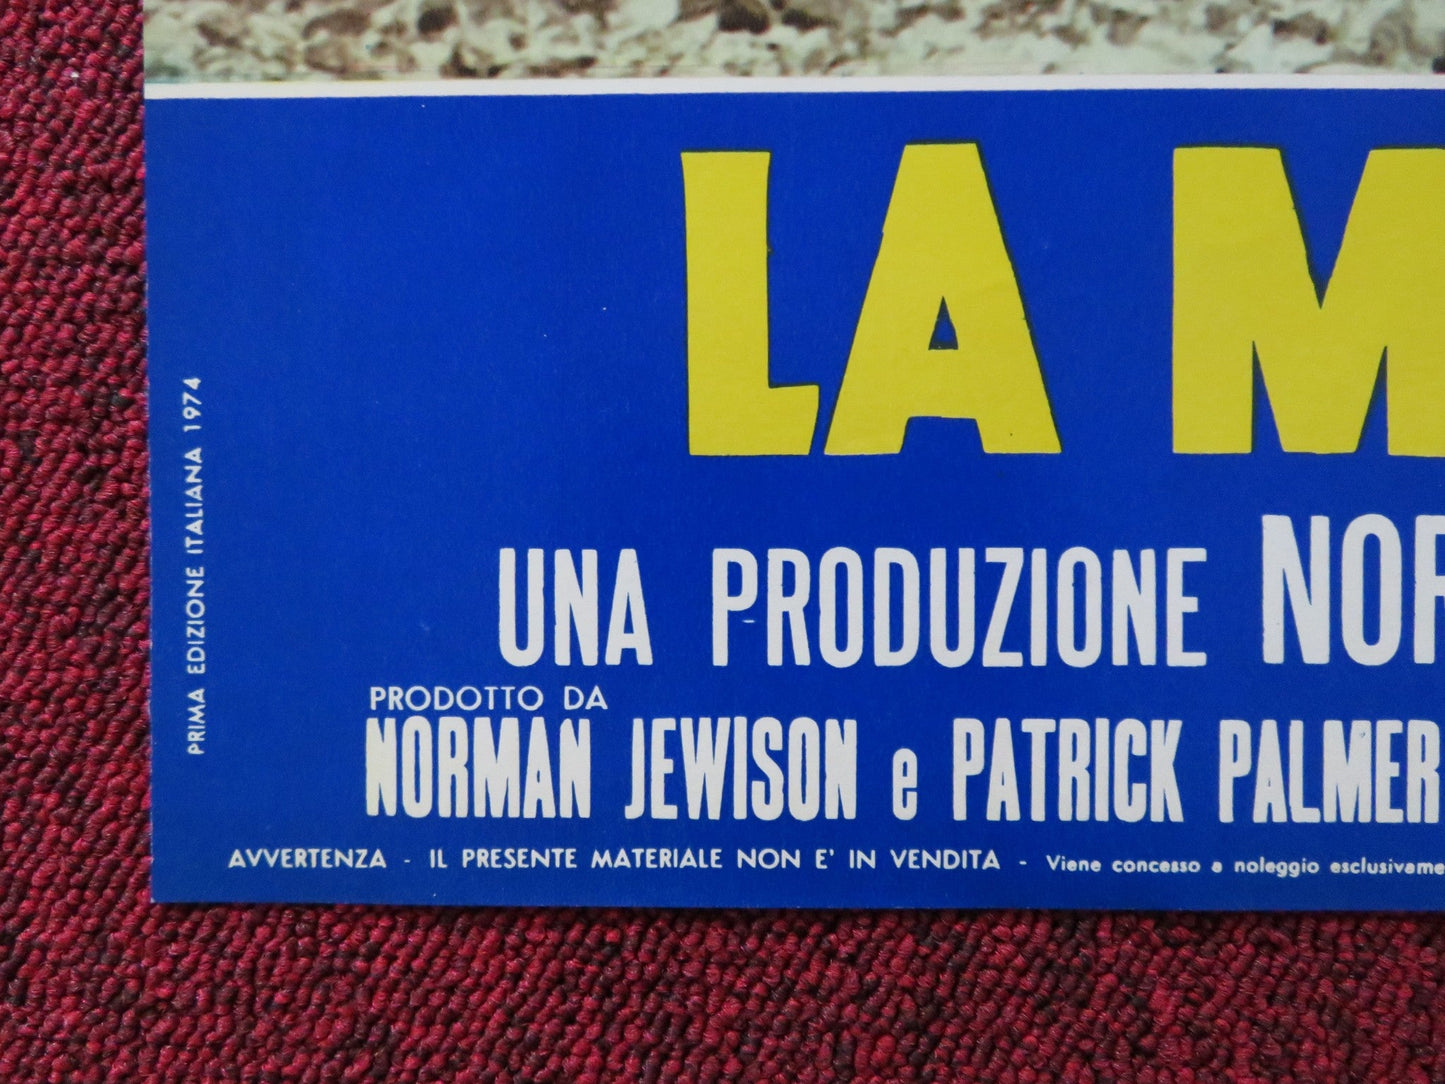 LA M
UNA PRODUZIONE NOR
PRODOTTO DA
NORMAN JEWISON e PATRICK PALMER
AVVERTENZA - IL PRESENTE MATERIALE NON E' IN VENDITA - Viene concesso a noleggio esclusivame
PRIMA EDIZIONE ITALIANA 1974